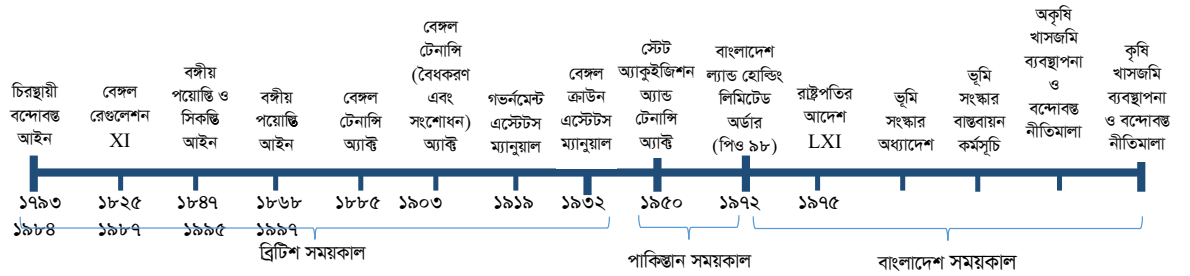 চিরস্থায়ী
বন্দোবস্ত
আইন
বেঙ্গল
রেগুলেশন
XI
বঙ্গীয়
পয়োস্তি ও
সিকস্তি
আইন
বঙ্গীয়
পয়োস্তি
আইন
বেঙ্গল
টেনান্সি
অ্যাক্ট
বেঙ্গল
টেনান্সি
(বৈধকরণ
এবং
সংশোধন)
অ্যাক্ট
গভর্নমেন্ট
এস্টেটস
ম্যানুয়াল
বেঙ্গল
ক্রাউন
এস্টেটস
ম্যানুয়াল
স্টেট
অ্যাকুইজিশন
অ্যান্ড
টেনান্সি
অ্যাক্ট
বাংলাদেশ
ল্যান্ড হোল্ডিং
লিমিটেড
অর্ডার
(পিও ৯৮)
রাষ্ট্রপতির
আদেশ
LXI
ভূমি
সংস্কার
অধ্যাদেশ
ভূমি
সংস্কার
বাস্তবায়ন
কর্মসূচি
অকৃষি
খাসজমি
ব্যবস্থাপনা
ও
বন্দোবস্ত
নীতিমালা
কৃষি
খাসজমি
ব্যবস্থাপনা
ও বন্দোবস্ত
নীতিমালা
১৭৯৩ ১৮২৫ ১৮৪৭ ১৮৬৮ ১৮৮৫ ১৯০৩ ১৯১৯ ১৯৩২ ১৯৫০ ১৯৭২ ১৯৭৫
১৯৮৪ ১৯৮৭ ১৯৯৫ ১৯৯৭
ব্রিটিশ সময়কাল
পাকিস্তান সময়কাল
বাংলাদেশ সময়কাল